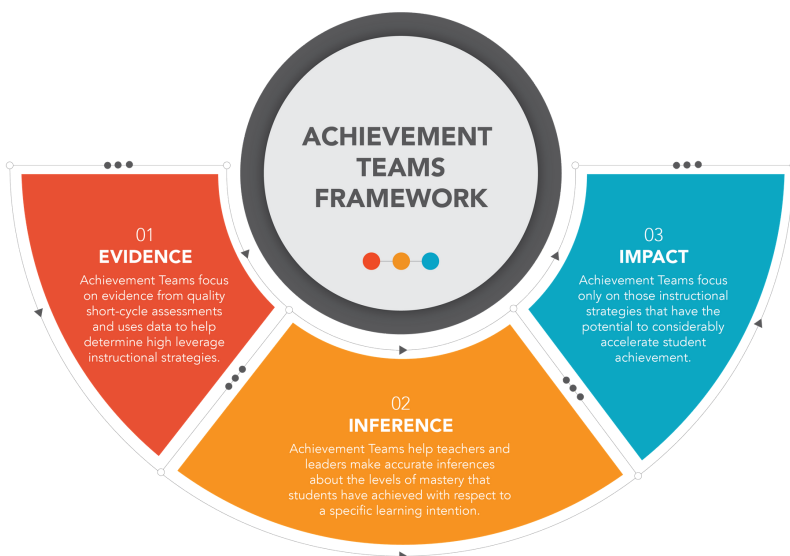 ACHIEVEMENT
TEAMS
FRAMEWORK
01
EVIDENCE
Achievement Teams focus
on evidence from quality
short-cycle assessments
and uses data to help
determine high leverage
instructional strategies.
02
INFERENCE
Achievement Teams help teachers and
leaders make accurate inferences
about the levels of mastery that
students have achieved with respect to
a specific learning intention.
03
IMPACT
Achievement Teams focus
only on those instructional
strategies that have the
potential to considerably
accelerate student
achievement.